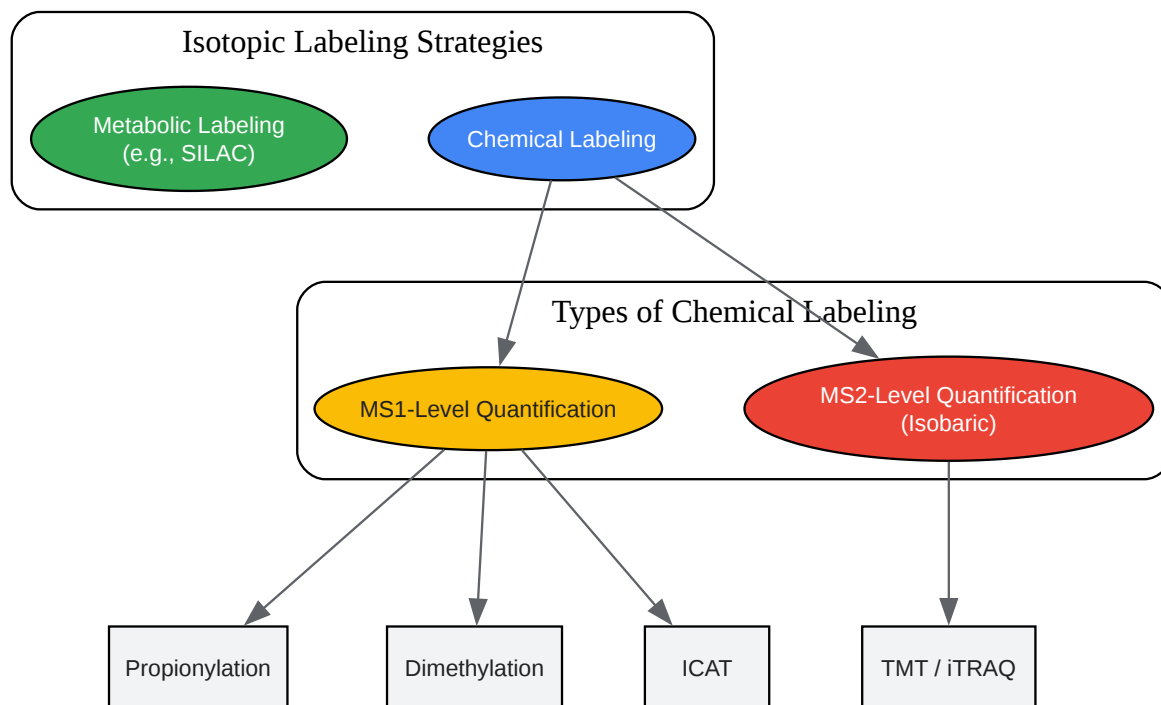 Isotopic Labeling Strategies
Metabolic Labeling
(e.g., SILAC)
Chemical Labeling
Types of Chemical Labeling
MS1-Level Quantification
MS2-Level Quantification
(Isobaric)
Propionylation
Dimethylation
ICAT
TMT / iTRAQ